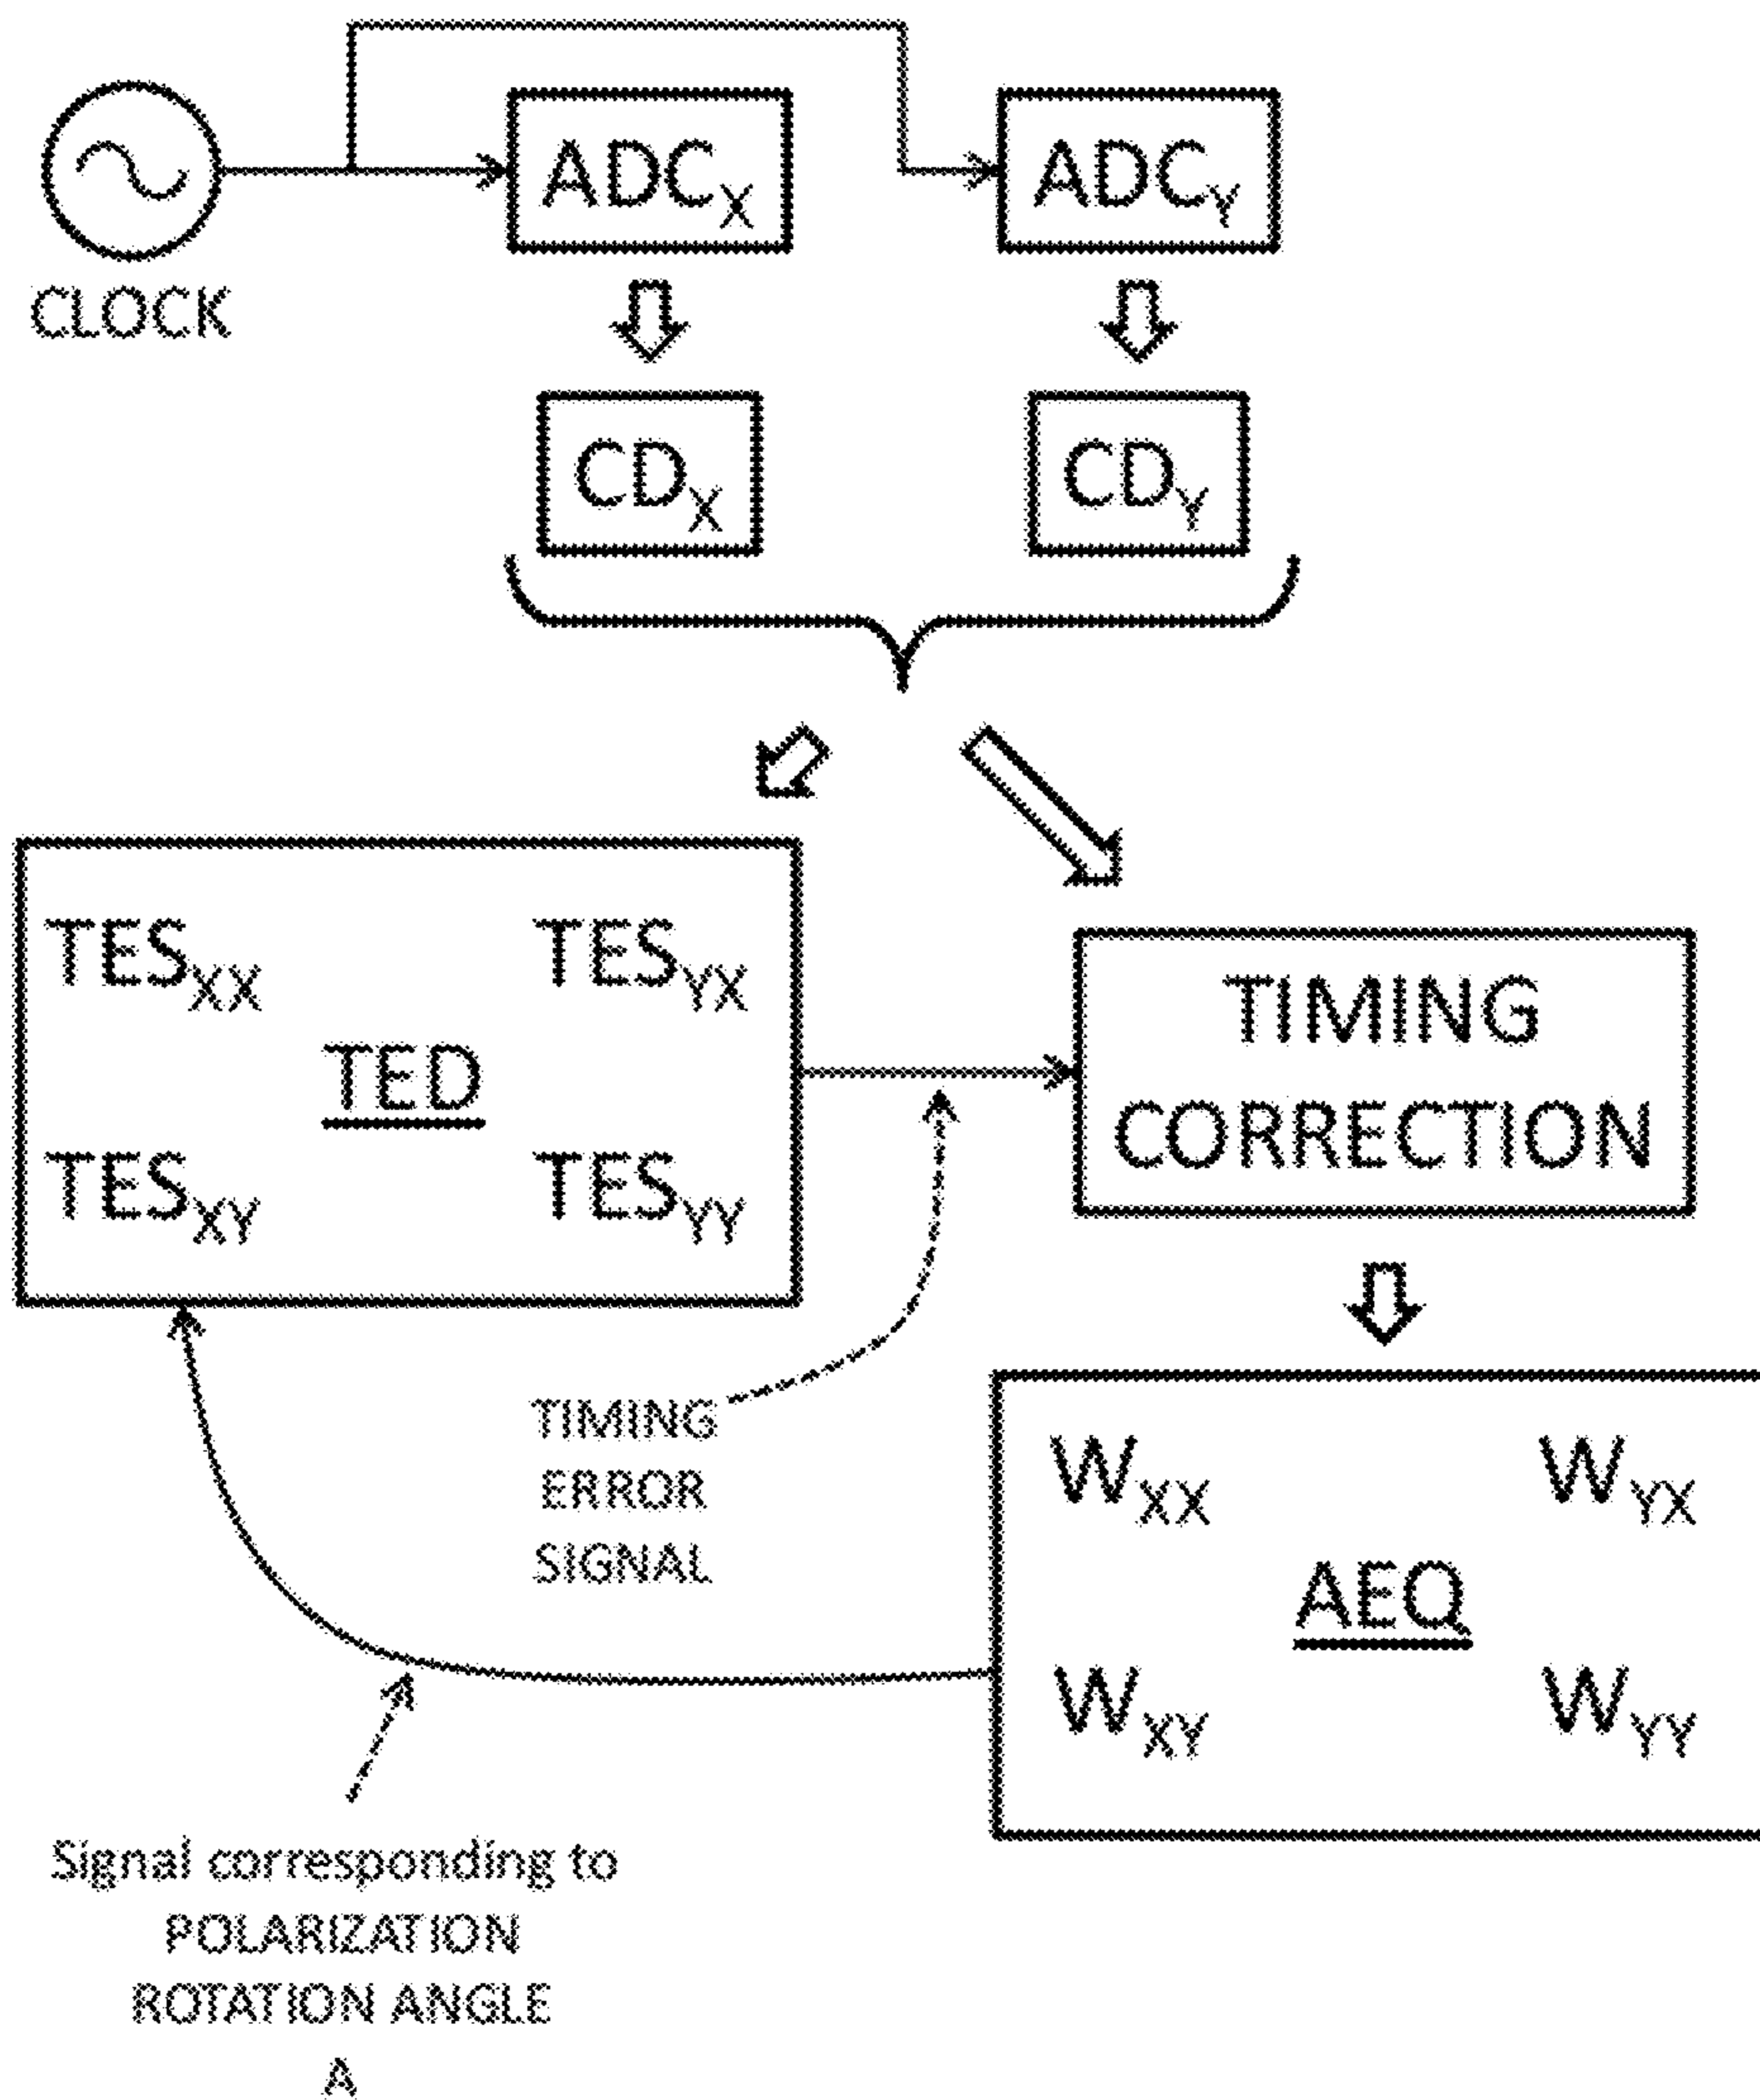 ADCX
ADCY
CLOCK
CDX
CDY
TESXX
TESYX
TED
TESXY
TESYY
TIMING
CORRECTION
TIMING
ERROR
SIGNAL
WXX
WYX
AEQ
WXY
WYY
Signal corresponding to
POLARIZATION
ROTATION ANGLE
A